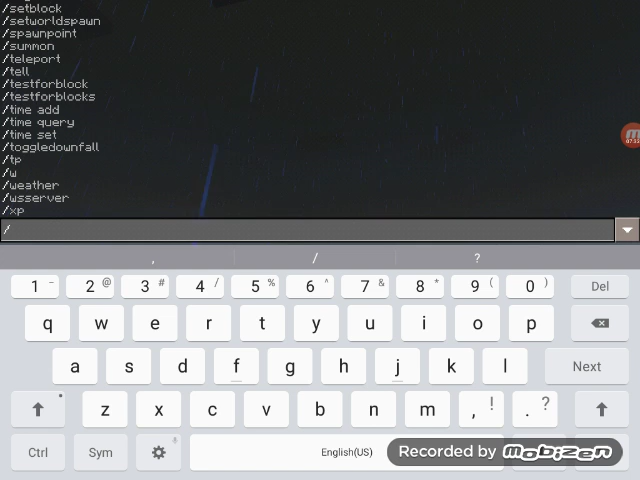 /setblock
/setworldspawn
/spawnpoint
/summon
/teleport
/tell
/testforblock
/testforblocks
/time add
/time query
/time set
/toggledownfall
/tp
/w
/weather
/wsserver
/xp
/
, / ?
1 _ 2 @ 3 # 4 / 5 % 6 ^ 7 & 8 * 9 ( 0 ) Del
q w e r t y u i o p
a s d f g h j k l Next
z x c v b n m , ! . ?
Ctrl Sym English(US) Recorded by Mobizen